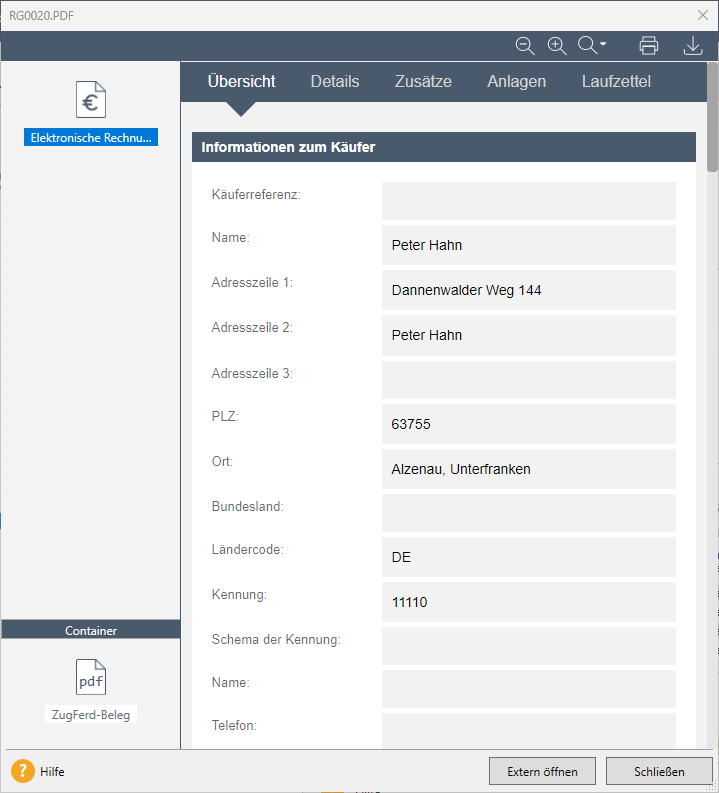 RG0020.PDF
Übersicht Details Zusätze Anlagen Laufzettel
€
Elektronische Rechnu...
Informationen zum Käufer
Käuferreferenz:
Name: Peter Hahn
Adresszeile 1: Dannenwalder Weg 144
Adresszeile 2: Peter Hahn
Adresszeile 3:
PLZ: 63755
Ort: Alzenau, Unterfranken
Bundesland:
Ländercode: DE
Kennung: 11110
Schema der Kennung:
Name:
Telefon:
Container
pdf
ZugFerd-Beleg
? Hilfe
Extern öffnen Schließen